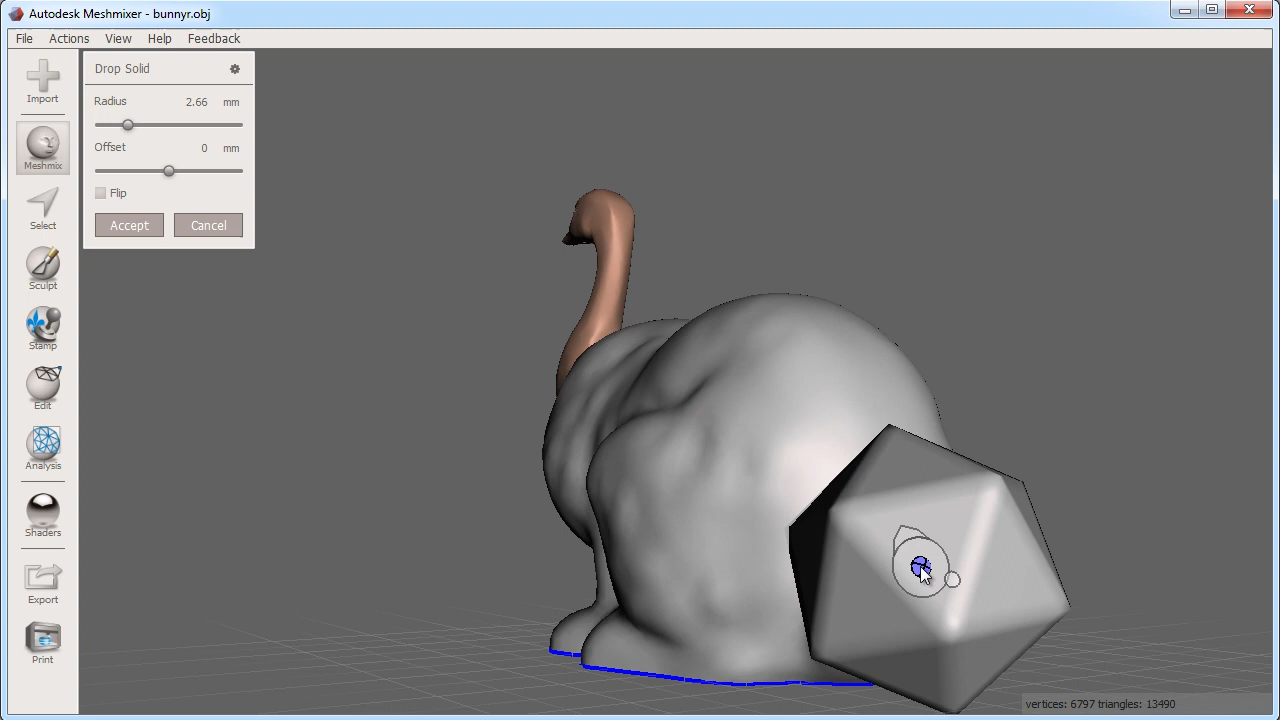 Autodesk Meshmixer - bunnyr.obj
File Actions View Help Feedback
Drop Solid
Radius 2.66 mm
Offset 0 mm
Flip
Accept Cancel
Import
Meshmix
Select
Sculpt
Stamp
Edit
Analysis
Shaders
Export
Print
vertices: 6797 triangles: 13490